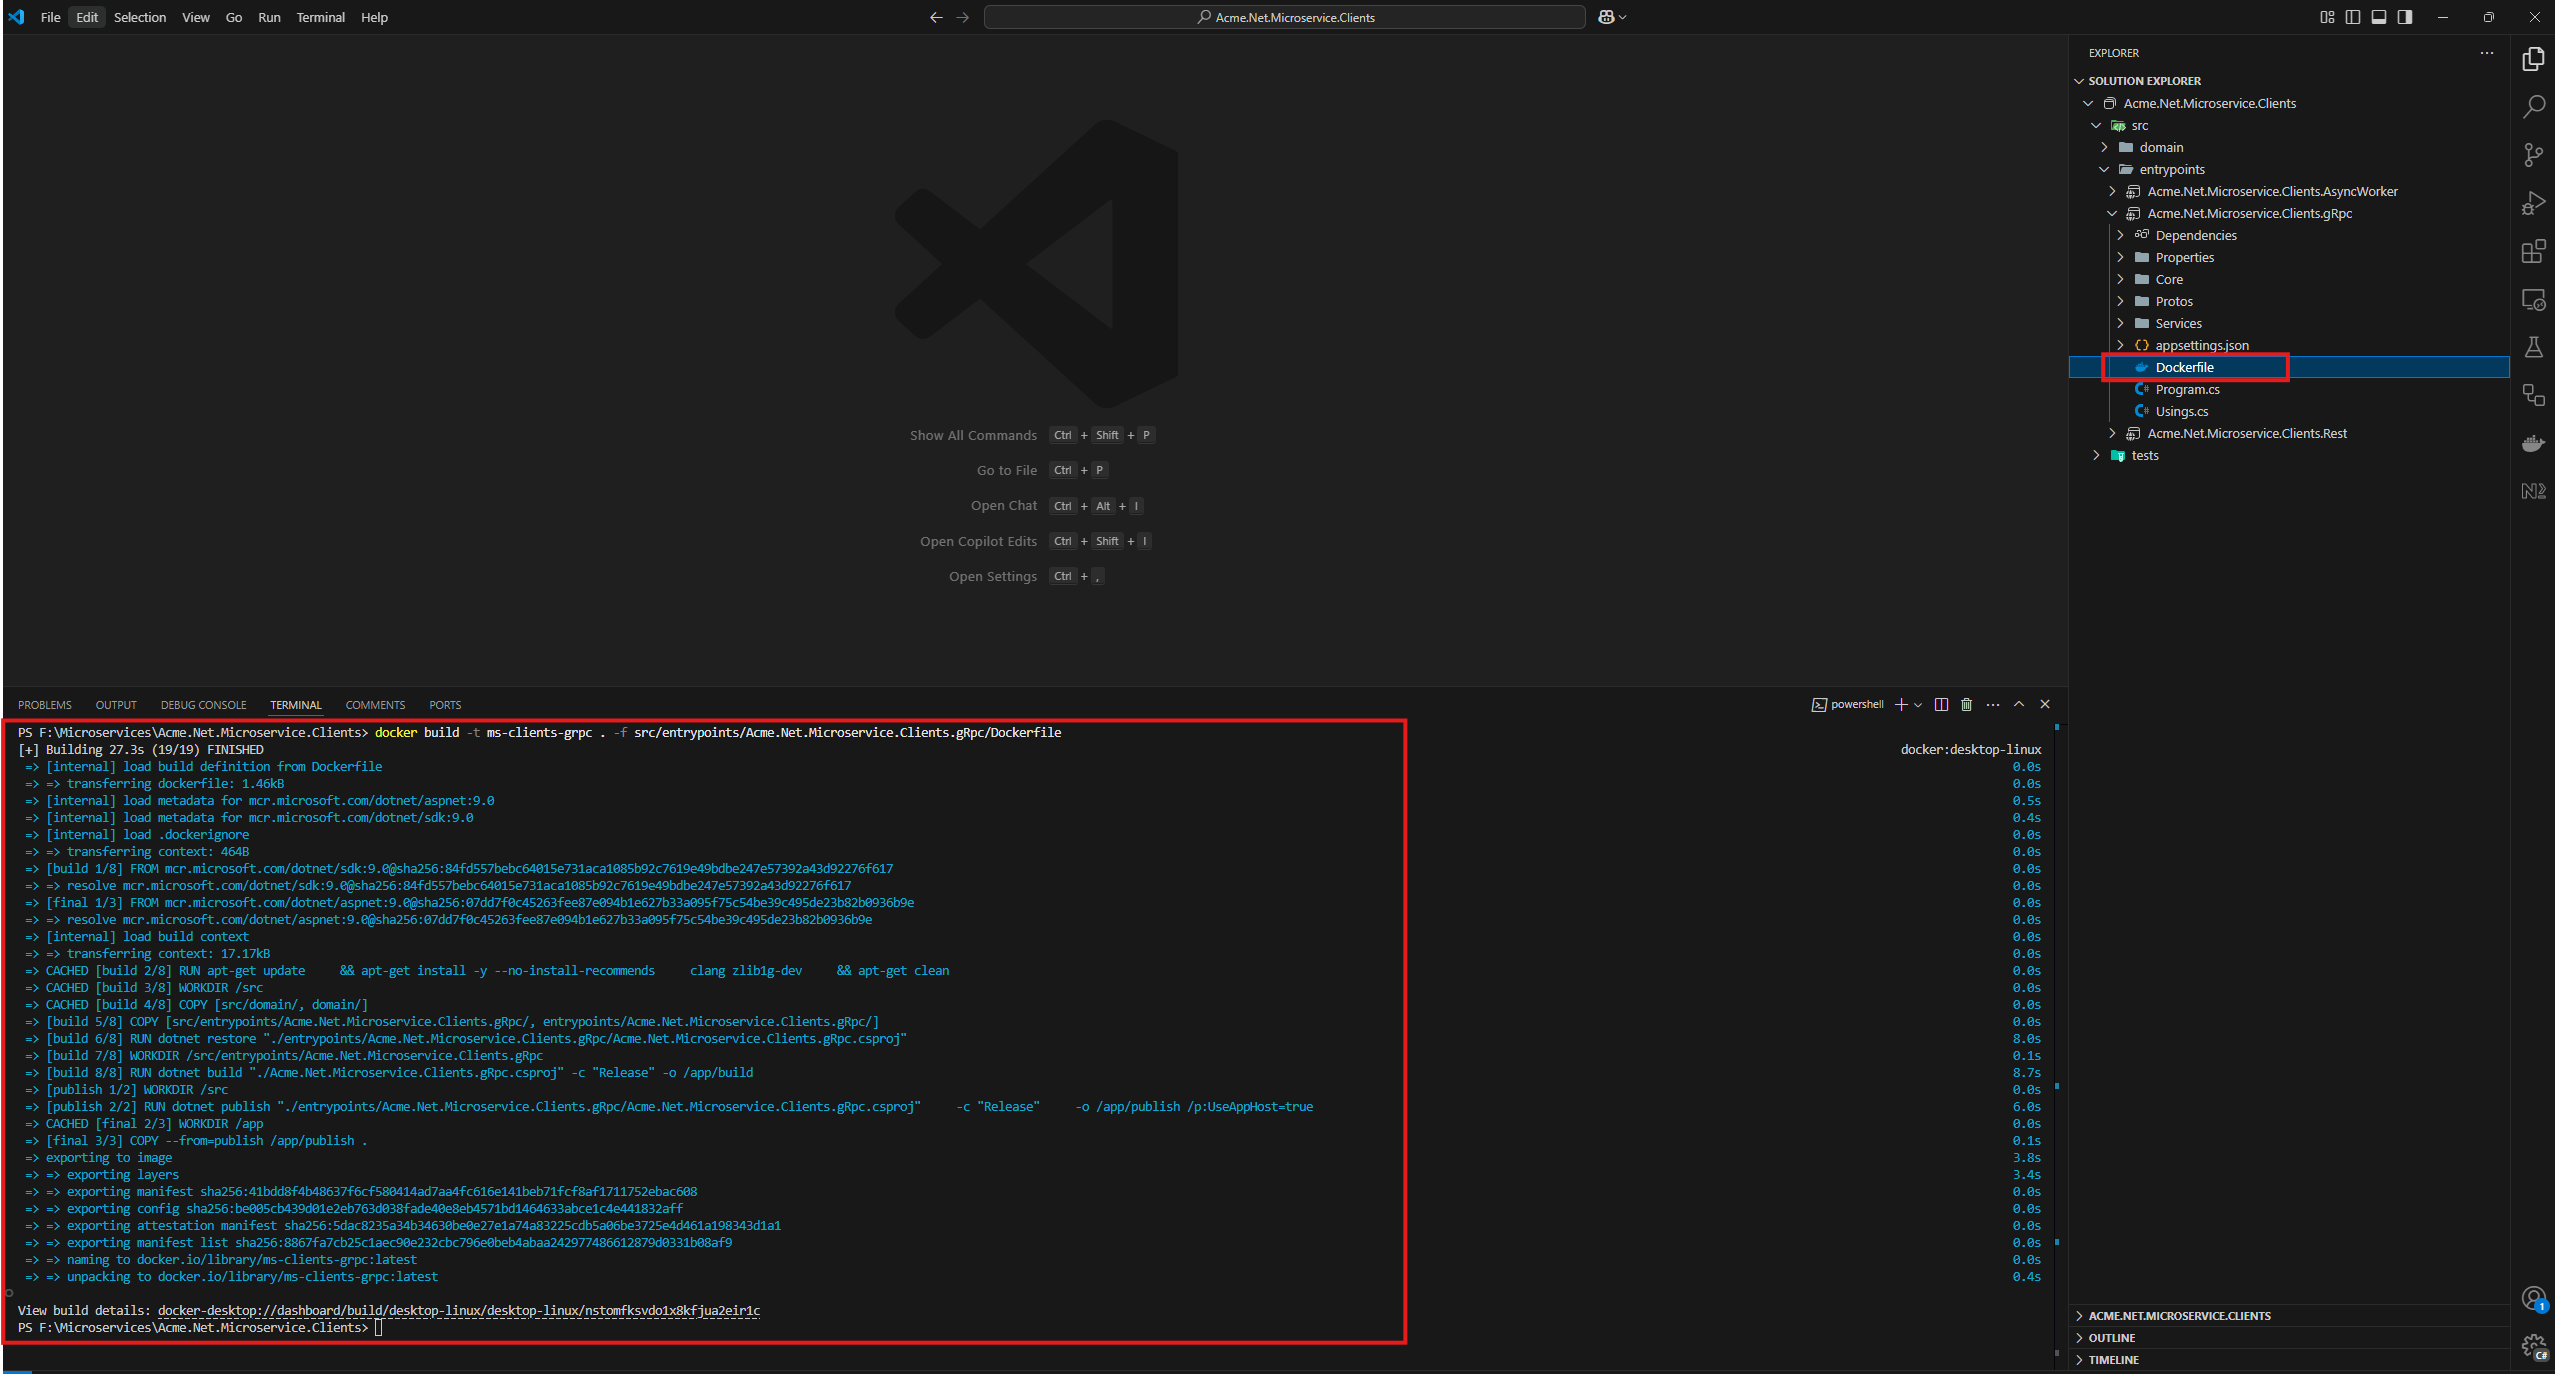 File Edit Selection View Go Run Terminal Help
Acme.Net.Microservice.Clients
Show All Commands Ctrl + Shift + P
Go to File Ctrl + P
Open Chat Ctrl + Alt + I
Open Copilot Edits Ctrl + Shift + I
Open Settings Ctrl + ,
EXPLORER
SOLUTION EXPLORER
Acme.Net.Microservice.Clients
src
domain
entrypoints
Acme.Net.Microservice.Clients.AsyncWorker
Acme.Net.Microservice.Clients.gRpc
Dependencies
Properties
Core
Protos
Services
appsettings.json
Dockerfile
Program.cs
Usings.cs
Acme.Net.Microservice.Clients.Rest
tests
PROBLEMS OUTPUT DEBUG CONSOLE TERMINAL COMMENTS PORTS
powershell
PS F:\Microservices\Acme.Net.Microservice.Clients> docker build -t ms-clients-grpc . -f src/entrypoints/Acme.Net.Microservice.Clients.gRpc/Dockerfile
[+] Building 27.3s (19/19) FINISHED docker:desktop-linux
=> [internal] load build definition from Dockerfile 0.0s
=> => transferring dockerfile: 1.46kB 0.0s
=> [internal] load metadata for mcr.microsoft.com/dotnet/aspnet:9.0 0.5s
=> [internal] load metadata for mcr.microsoft.com/dotnet/sdk:9.0 0.4s
=> [internal] load .dockerignore 0.0s
=> => transferring context: 464B 0.0s
=> [build 1/8] FROM mcr.microsoft.com/dotnet/sdk:9.0@sha256:84fd557bebc64015e731aca1085b92c7619e49bdbe247e57392a43d92276f617 0.0s
=> => resolve mcr.microsoft.com/dotnet/sdk:9.0@sha256:84fd557bebc64015e731aca1085b92c7619e49bdbe247e57392a43d92276f617 0.0s
=> [final 1/3] FROM mcr.microsoft.com/dotnet/aspnet:9.0@sha256:07dd7f0c45263fee87e094b1e627b33a095f75c54be39c495de23b82b0936b9e 0.0s
=> => resolve mcr.microsoft.com/dotnet/aspnet:9.0@sha256:07dd7f0c45263fee87e094b1e627b33a095f75c54be39c495de23b82b0936b9e 0.0s
=> [internal] load build context 0.0s
=> => transferring context: 17.17kB 0.0s
=> CACHED [build 2/8] RUN apt-get update && apt-get install -y --no-install-recommends clang zlib1g-dev && apt-get clean 0.0s
=> CACHED [build 3/8] WORKDIR /src 0.0s
=> CACHED [build 4/8] COPY [src/domain/, domain/] 0.0s
=> [build 5/8] COPY [src/entrypoints/Acme.Net.Microservice.Clients.gRpc/, entrypoints/Acme.Net.Microservice.Clients.gRpc/] 0.0s
=> [build 6/8] RUN dotnet restore "./entrypoints/Acme.Net.Microservice.Clients.gRpc/Acme.Net.Microservice.Clients.gRpc.csproj" 8.0s
=> [build 7/8] WORKDIR /src/entrypoints/Acme.Net.Microservice.Clients.gRpc 0.1s
=> [build 8/8] RUN dotnet build "./Acme.Net.Microservice.Clients.gRpc.csproj" -c "Release" -o /app/build 8.7s
=> [publish 1/2] WORKDIR /src 0.0s
=> [publish 2/2] RUN dotnet publish "./entrypoints/Acme.Net.Microservice.Clients.gRpc/Acme.Net.Microservice.Clients.gRpc.csproj" -c "Release" -o /app/publish /p:UseAppHost=true 6.0s
=> CACHED [final 2/3] WORKDIR /app 0.0s
=> [final 3/3] COPY --from=publish /app/publish . 0.1s
=> exporting to image 3.8s
=> => exporting layers 3.4s
=> => exporting manifest sha256:41bdd8f4b48637f6cf580414ad7aa4fc616e141beb71fcf8af1711752ebac608 0.0s
=> => exporting config sha256:be005cb439d01e2eb763d038fade40e8eb4571bd1464633abce1c4e441832aff 0.0s
=> => exporting attestation manifest sha256:5dac8235a34b34630be0e27e1a74a83225cdb5a06be3725e4d461a198343d1a1 0.0s
=> => exporting manifest list sha256:8867fa7cb25c1aec90e232cbc796e0beb4abaa242977486612879d0331b08af9 0.0s
=> => naming to docker.io/library/ms-clients-grpc:latest 0.0s
=> => unpacking to docker.io/library/ms-clients-grpc:latest 0.4s
View build details: docker-desktop://dashboard/build/desktop-linux/desktop-linux/nstomfksvdo1x8kfjua2eir1c
PS F:\Microservices\Acme.Net.Microservice.Clients>
ACME.NET.MICROSERVICE.CLIENTS
OUTLINE
TIMELINE
1
C#